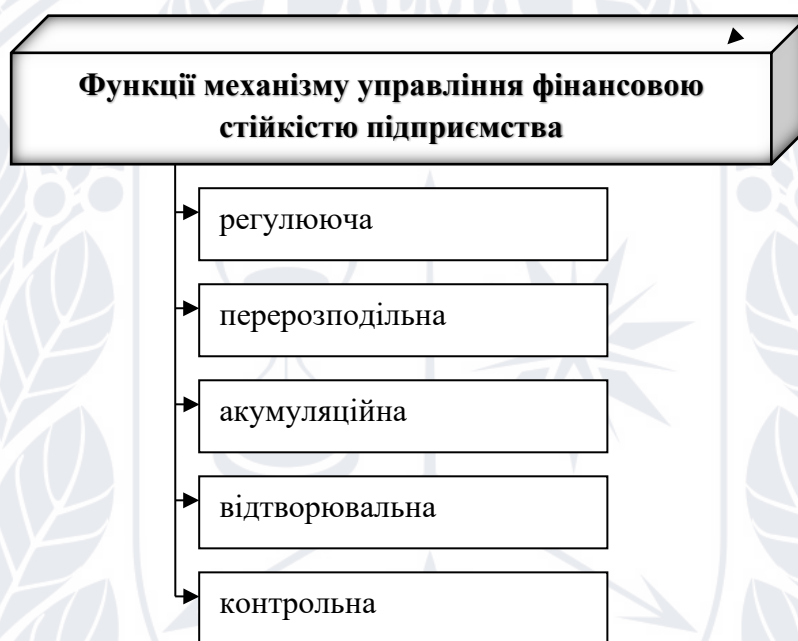 Функції механізму управління фінансовою
стійкістю підприємства
регулююча
перерозподільна
акумуляційна
відтворювальна
контрольна